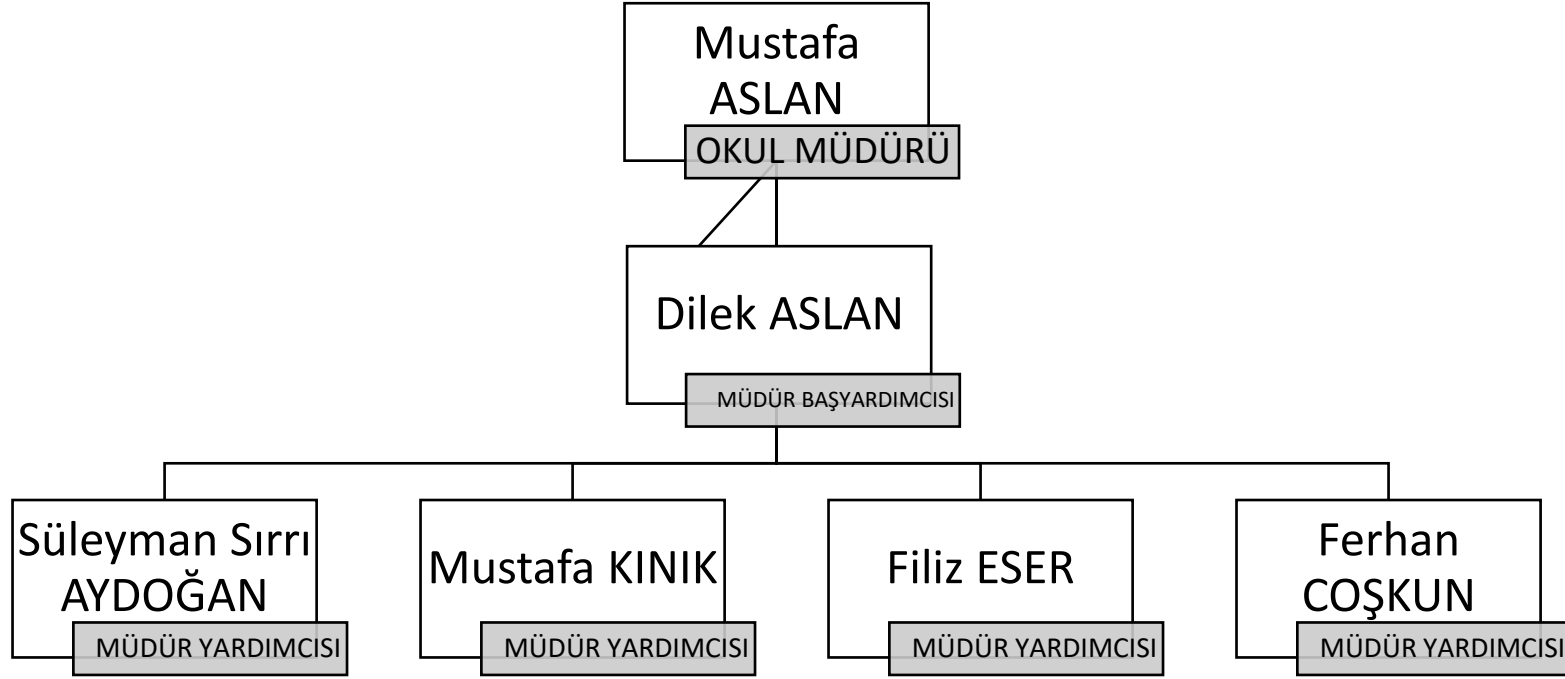 Mustafa
ASLAN
OKUL MÜDÜRÜ
Dilek ASLAN
MÜDÜR BAŞYARDIMCISI
Süleyman Sırrı
AYDOĞAN
MÜDÜR YARDIMCISI
Mustafa KINIK
MÜDÜR YARDIMCISI
Filiz ESER
MÜDÜR YARDIMCISI
Ferhan
COŞKUN
MÜDÜR YARDIMCISI